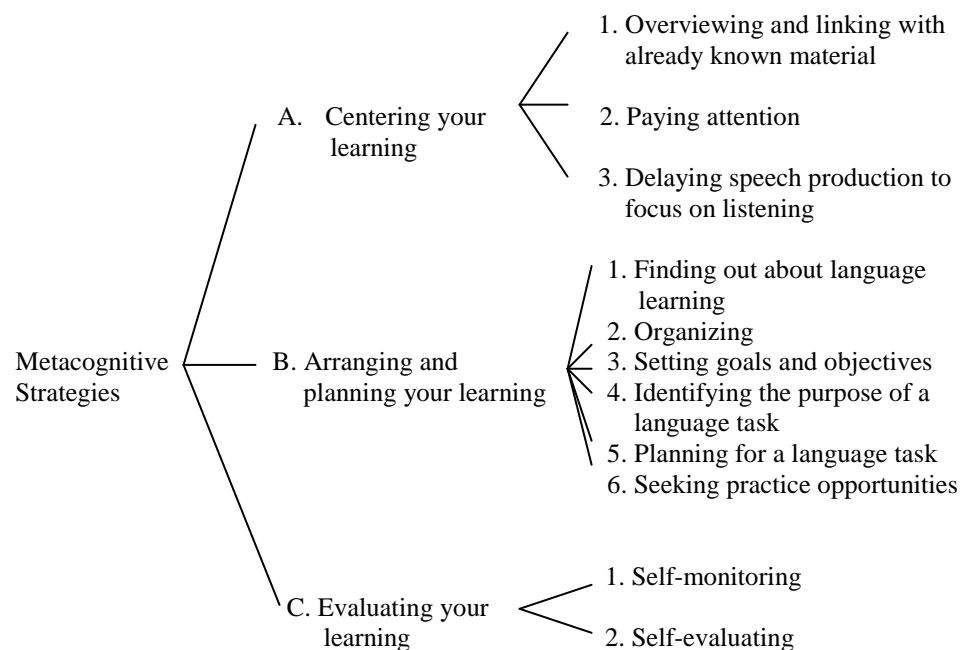 1. Overviewing and linking with
already known material
A. Centering your
learning
2. Paying attention
3. Delaying speech production to
focus on listening
Metacognitive
Strategies
B. Arranging and
planning your learning
1. Finding out about language
learning
2. Organizing
3. Setting goals and objectives
4. Identifying the purpose of a
language task
5. Planning for a language task
6. Seeking practice opportunities
C. Evaluating your
learning
1. Self-monitoring
2. Self-evaluating